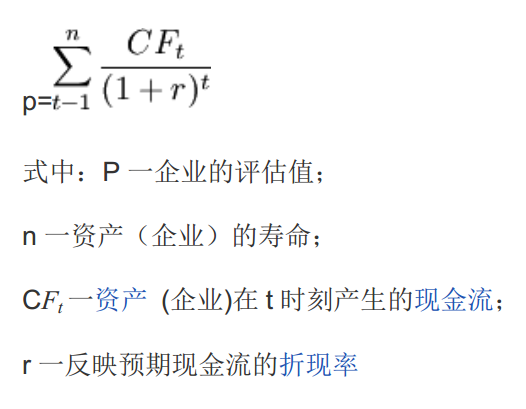 p=\sum_{t-1}^{n} \frac{CF_t}{(1+r)^t}
式中：P 一企业的评估值；
n 一资产（企业）的寿命；
CF_t 一资产 (企业)在 t 时刻产生的现金流；
r 一反映预期现金流的折现率